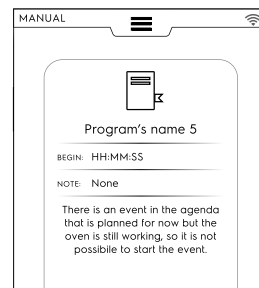 MANUAL
Program's name 5
BEGIN: HH:MM:SS
NOTE: None
There is an event in the agenda
that is planned for now but the
oven is still working, so it is not
possibile to start the event.